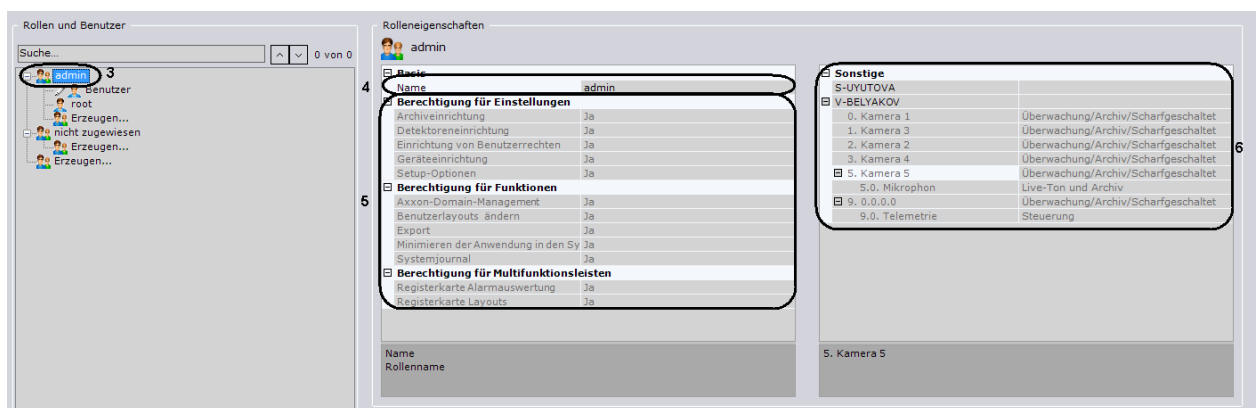 Rollen und Benutzer
Suche...
0 von 0
admin
3
Benutzer
root
Erzeugen...
nicht zugewiesen
Erzeugen...
Erzeugen...
Rolleneigenschaften
admin
4
Basis
Name admin
5
Berechtigung für Einstellungen
Archiveinrichtung Ja
Detektoreneinrichtung Ja
Einrichtung von Benutzerrechten Ja
Geräteeinrichtung Ja
Setup-Optionen Ja
Berechtigung für Funktionen
Axxon-Domain-Management Ja
Benutzerlayouts ändern Ja
Export Ja
Minimieren der Anwendung in den Sy Ja
Systemjournal Ja
Berechtigung für Multifunktionsleisten
Registerkarte Alarmauswertung Ja
Registerkarte Layouts Ja
Name
Rollenname
Sonstige
S-UYUTOVA
V-BELYAKOV
0. Kamera 1 Überwachung/Archiv/Scharfgeschaltet
1. Kamera 3 Überwachung/Archiv/Scharfgeschaltet
2. Kamera 2 Überwachung/Archiv/Scharfgeschaltet
3. Kamera 4 Überwachung/Archiv/Scharfgeschaltet
5. Kamera 5 Überwachung/Archiv/Scharfgeschaltet
5.0. Mikrophon Live-Ton und Archiv
9. 0.0.0.0 Überwachung/Archiv/Scharfgeschaltet
9.0. Telemetrie Steuerung
6
5. Kamera 5